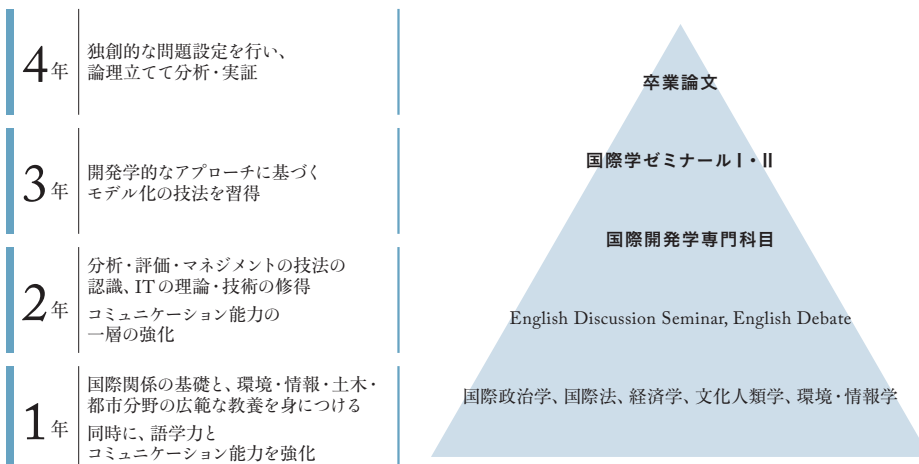 4年
独創的な問題設定を行い、
論理立てて分析・実証
3年
開発学的なアプローチに基づく
モデル化の技法を習得
2年
分析・評価・マネジメントの技法の
認識、ITの理論・技術の修得
コミュニケーション能力の
一層の強化
1年
国際関係の基礎と、環境・情報・土木・
都市分野の広範な教養を身につける
同時に、語学力と
コミュニケーション能力を強化
卒業論文
国際学ゼミナールⅠ・Ⅱ
国際開発学専門科目
English Discussion Seminar, English Debate
国際政治学、国際法、経済学、文化人類学、環境・情報学